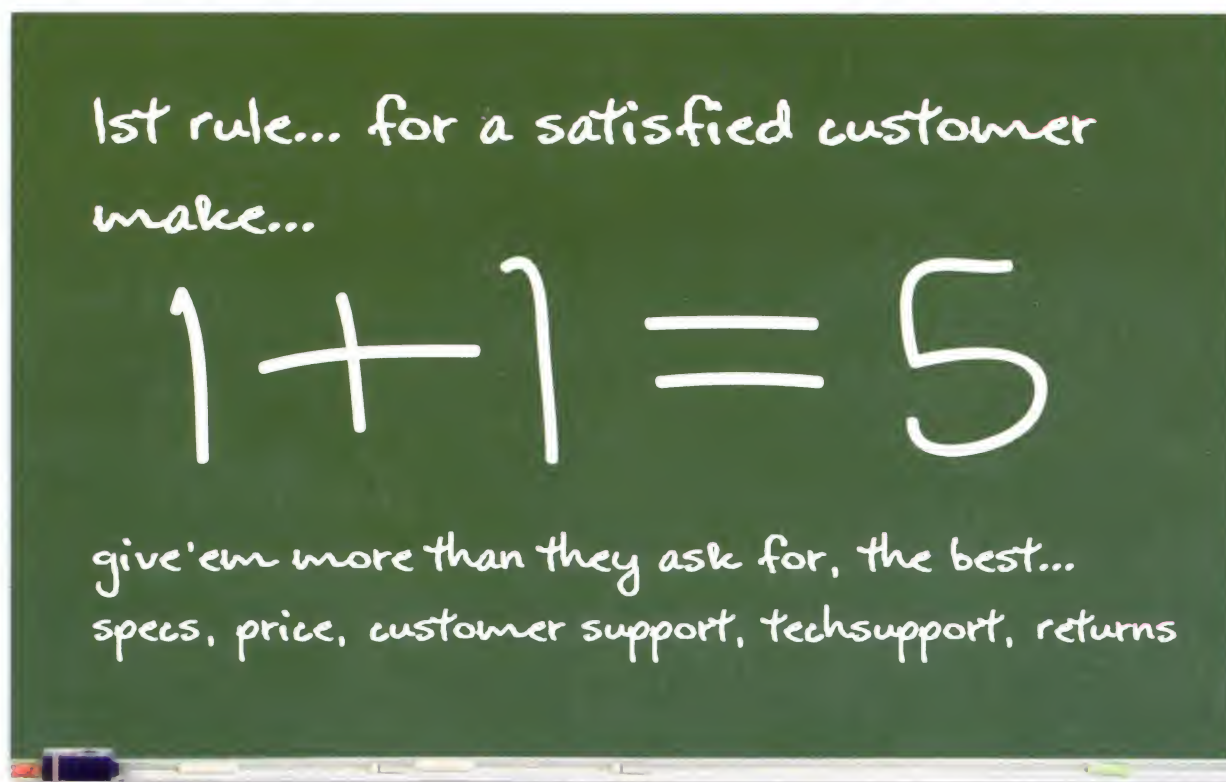 1st rule... for a satisfied customer
make...
1+1=5
give'em more than they ask for, the best...
specs, price, customer support, techsupport, returns